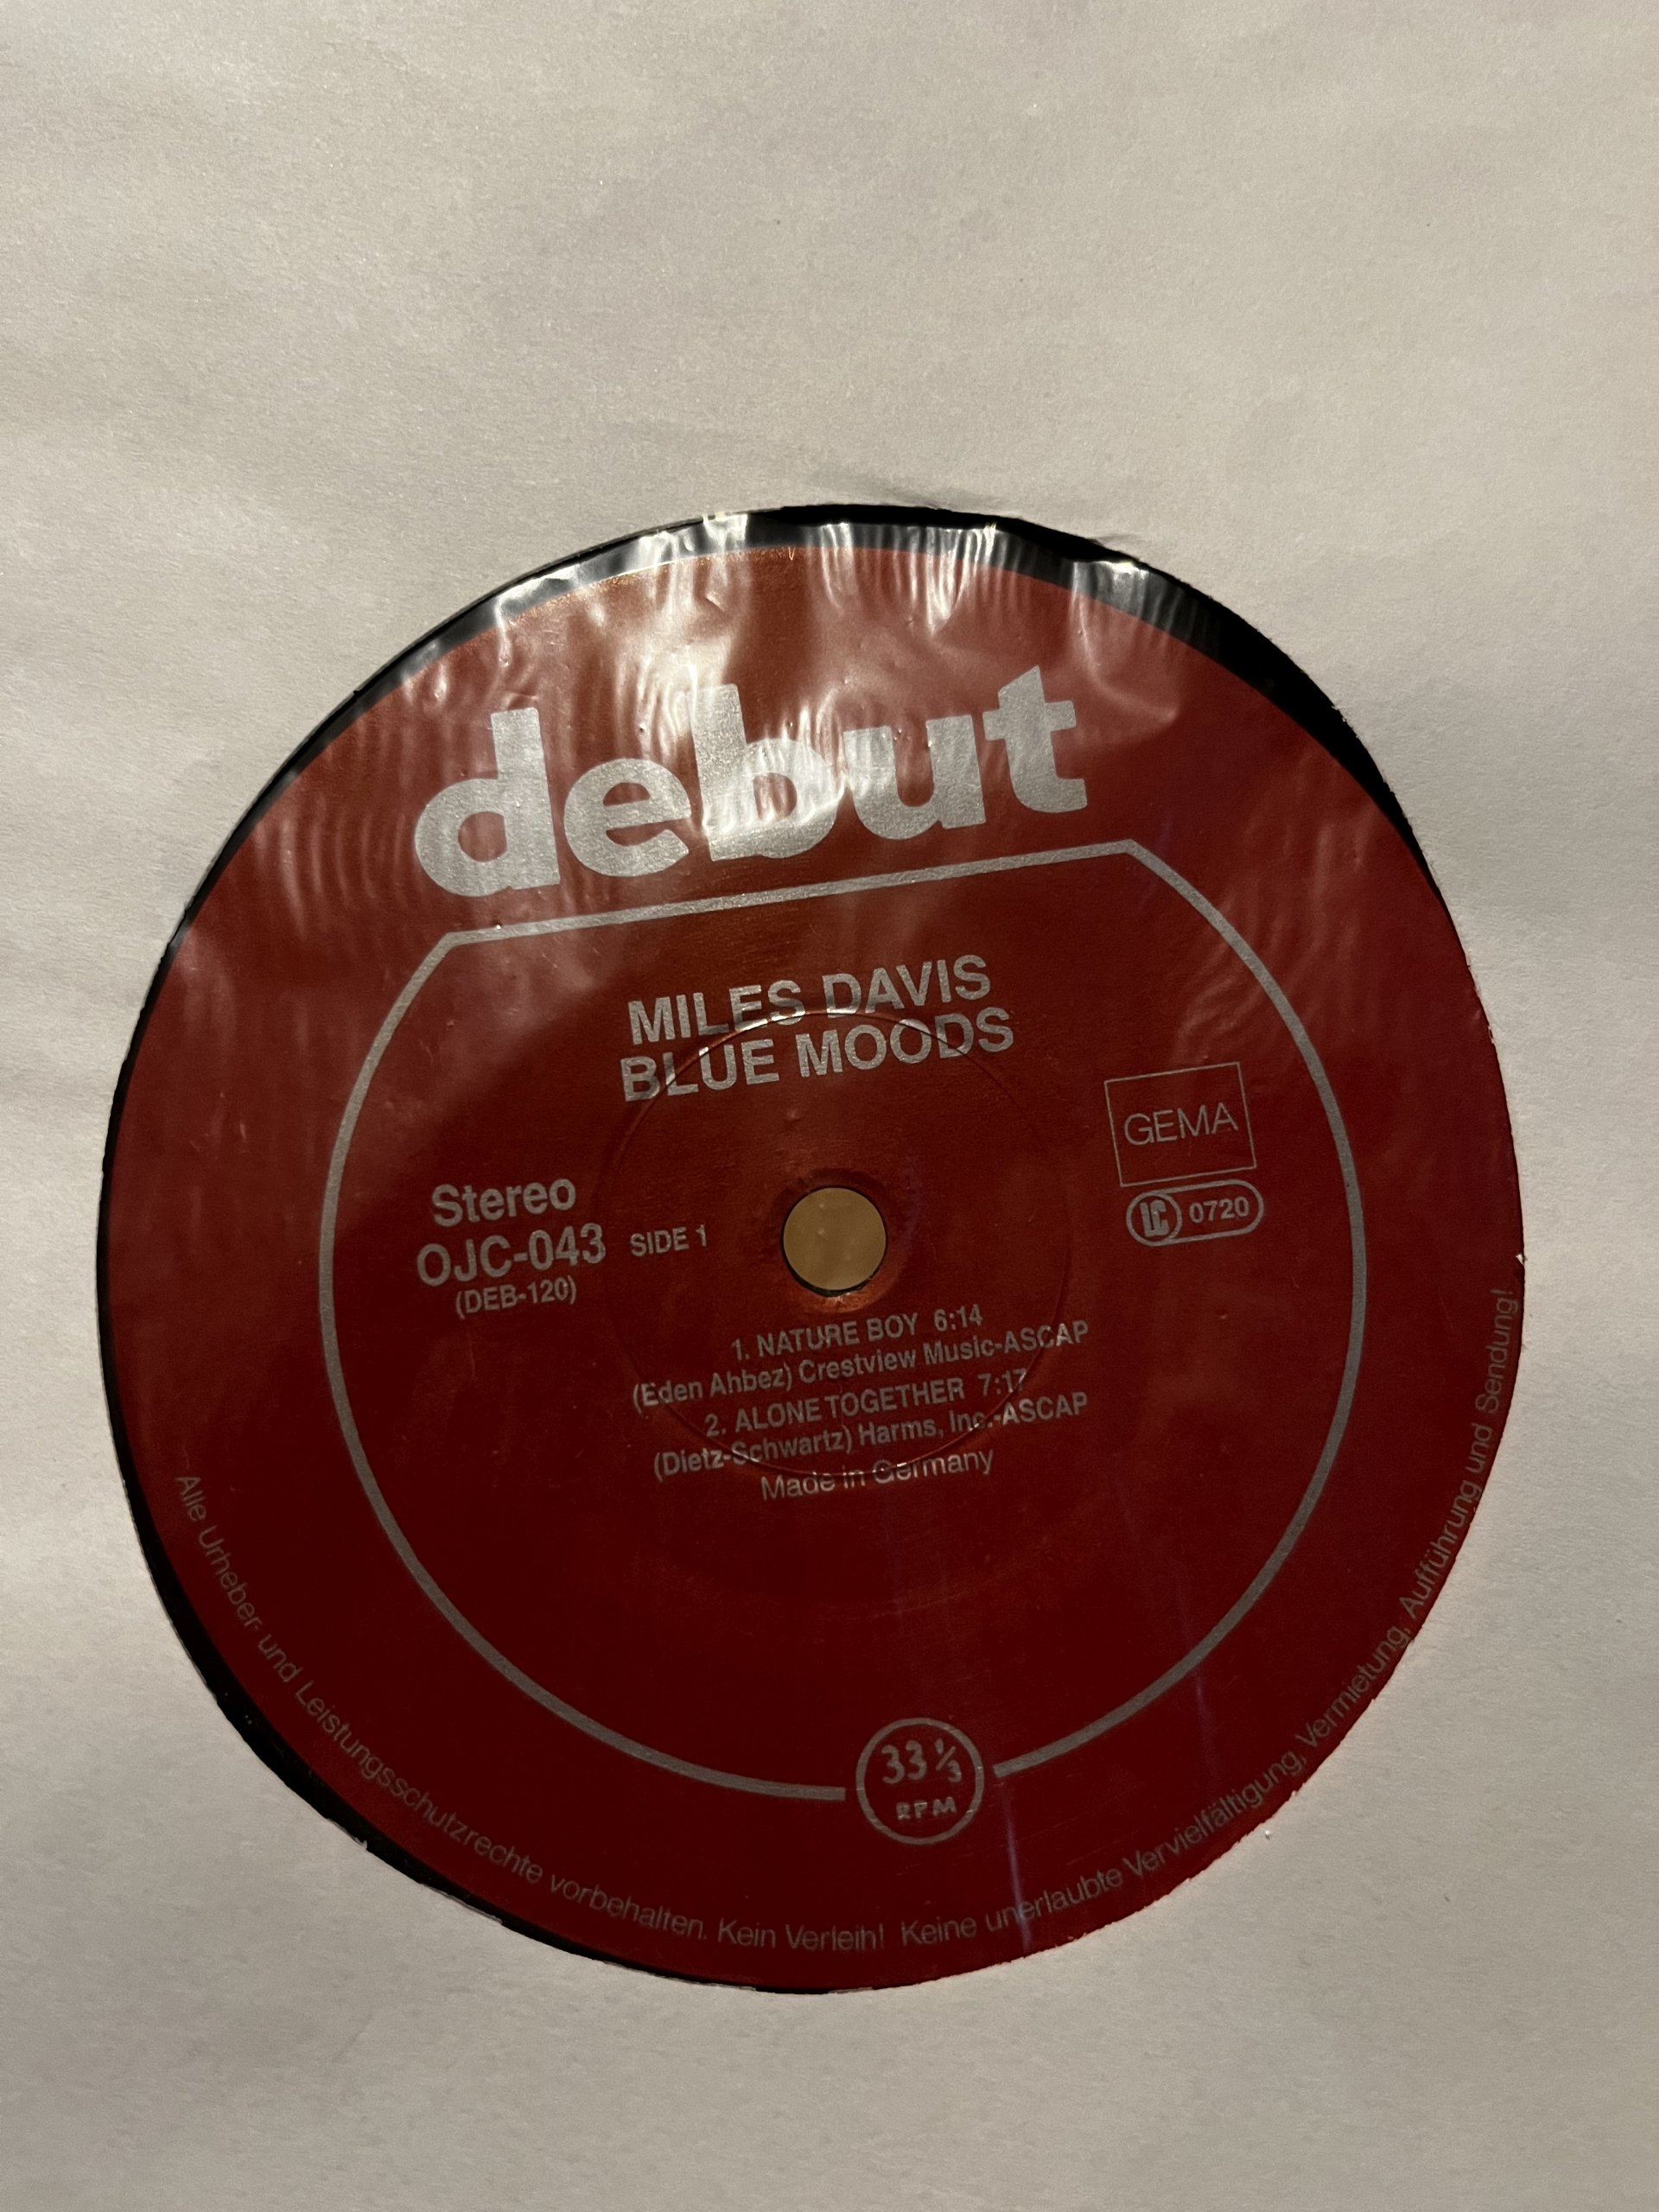 debut
MILES DAVIS
BLUE MOODS
GEMA
LC 0720
Stereo
OJC-043 SIDE 1
(DEB-120)
1. NATURE BOY 6:14
(Eden Ahbez) Crestview Music-ASCAP
2. ALONE TOGETHER 7:17
(Dietz-Schwartz) Harms, Inc.-ASCAP
Made in Germany
33 1/3
RPM
Alle Urheber- und Leistungsschutzrechte vorbehalten. Kein Verleih! Keine unerlaubte Vervielfältigung, Vermietung, Aufführung und Sendung!